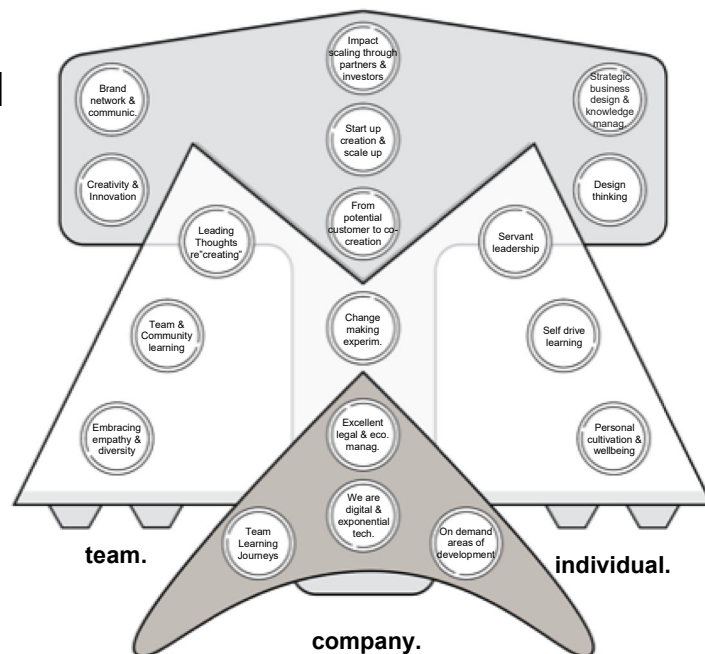 Impact
scaling through
partners &
investors
Brand
network &
communic.
Strategic
business
design &
knowledge
manag.
Start up
creation &
scale up
Creativity &
Innovation
Design
thinking
From
potential
customer to co-
creation
Leading
Thoughts
re"creating"
Servant
leadership
Change
making
experim.
Team &
Community
learning
Self drive
learning
Embracing
empathy &
diversity
Excellent
legal & eco.
manag.
Personal
cultivation &
wellbeing
We are
digital &
exponential
tech.
Team
Learning
Journeys
On demand
areas of
development
team.
individual.
company.